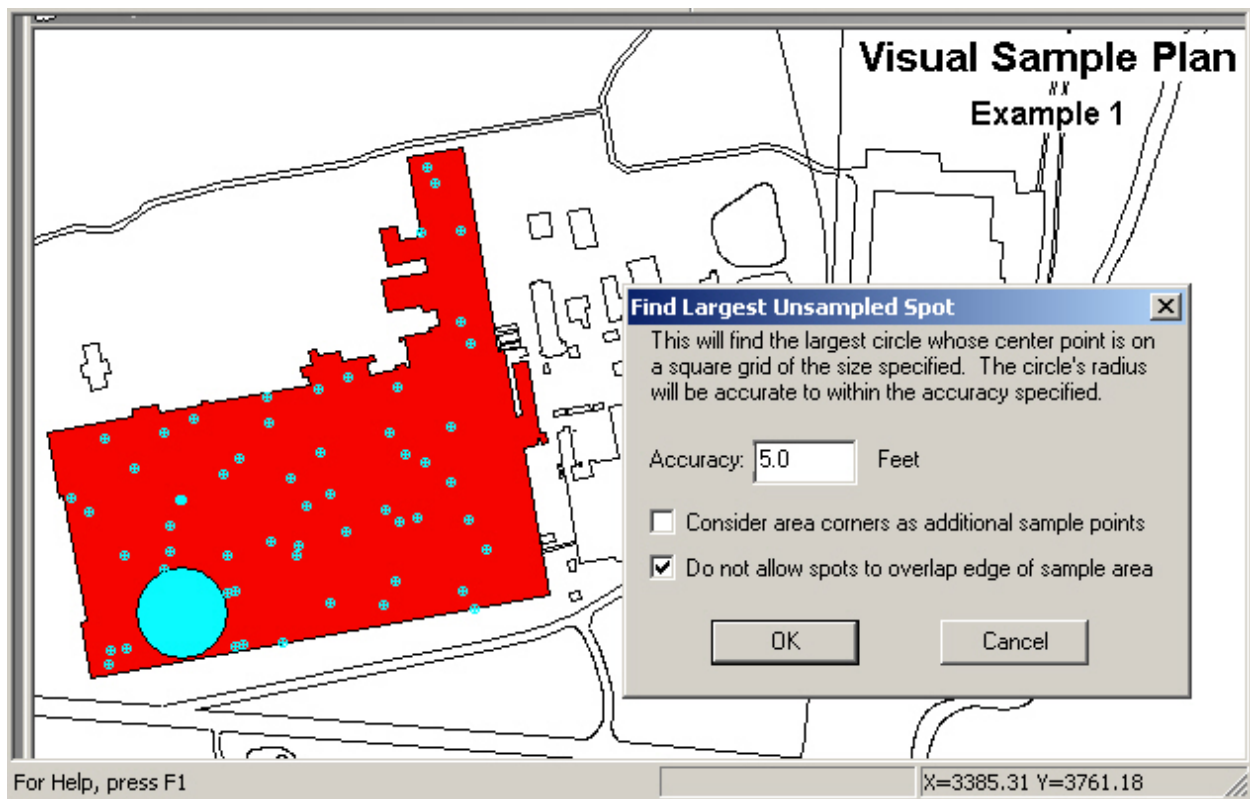 Visual Sample Plan
Example 1
Find Largest Unsampled Spot
This will find the largest circle whose center point is on
a square grid of the size specified.  The circle's radius
will be accurate to within the accuracy specified.
Accuracy: 5.0 Feet
Consider area corners as additional sample points
Do not allow spots to overlap edge of sample area
OK Cancel
For Help, press F1 X=3385.31 Y=3761.18